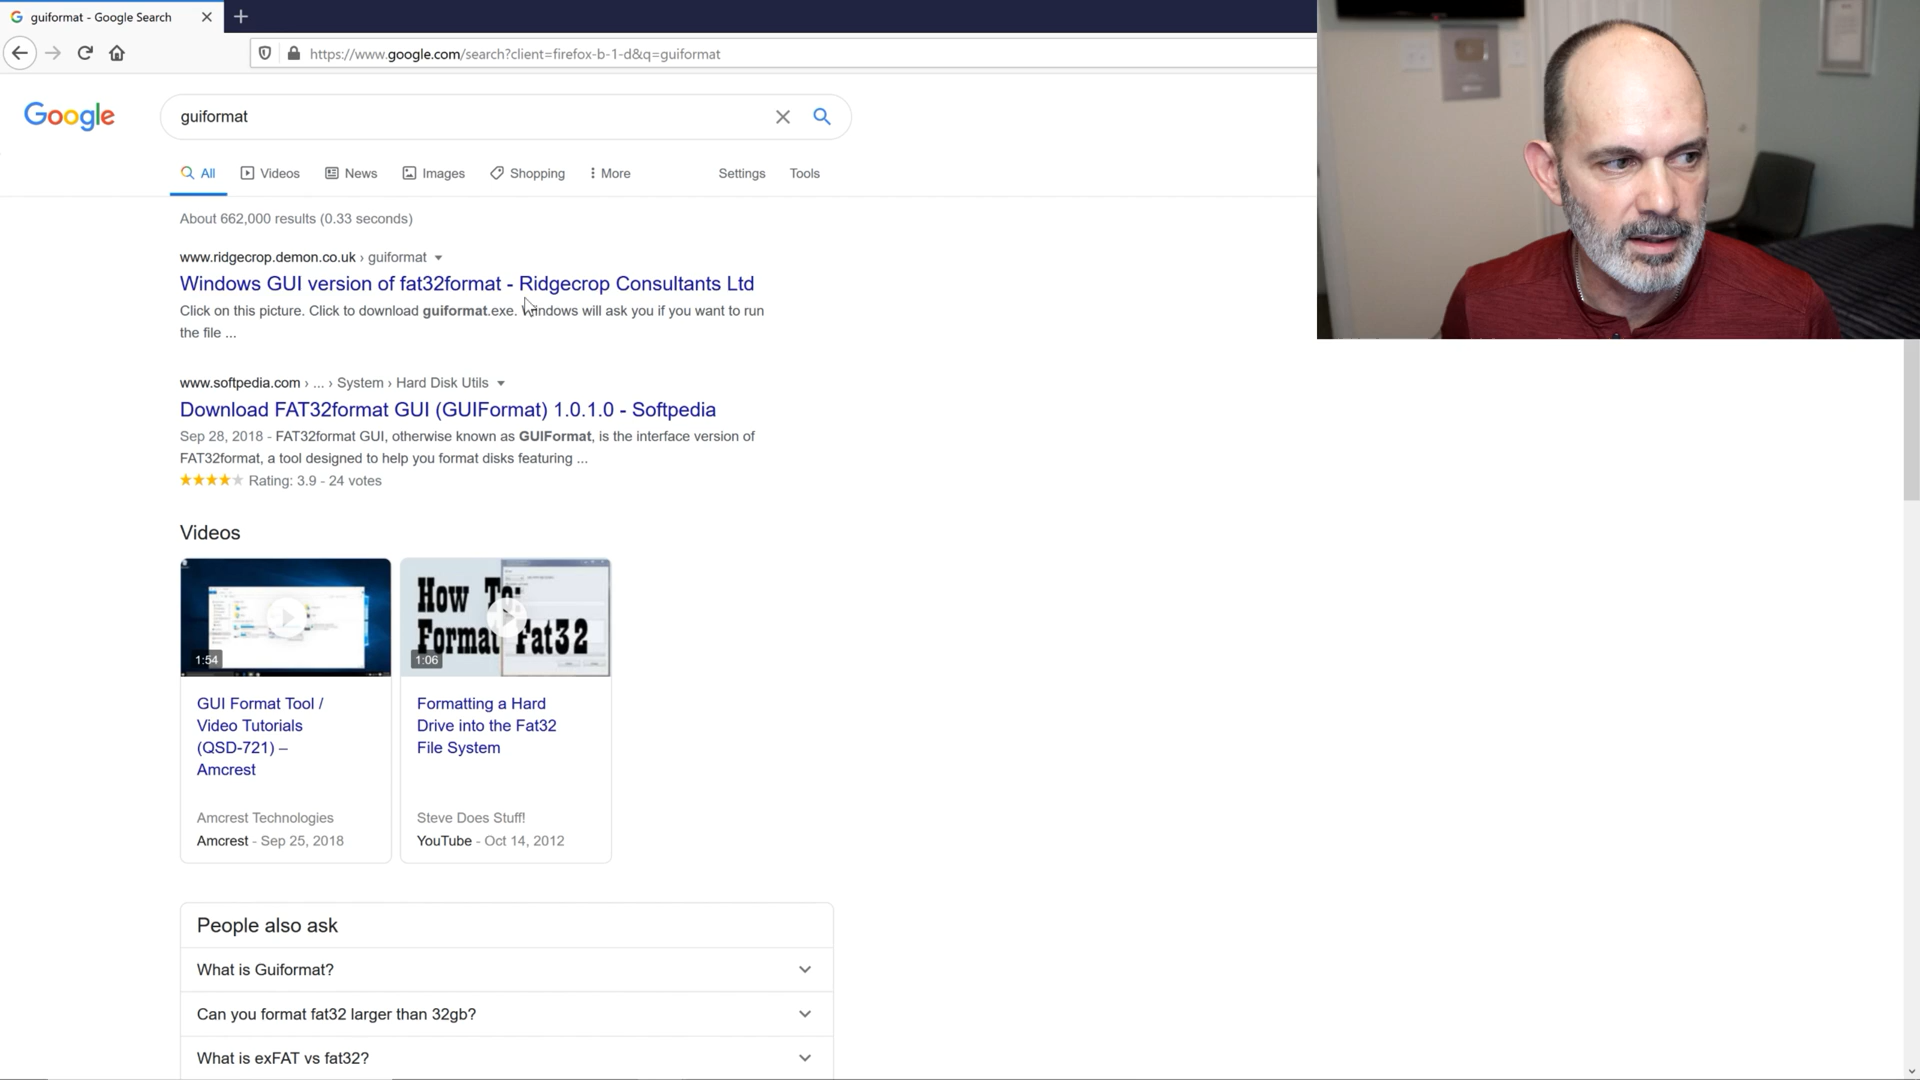 guiformat - Google Search
https://www.google.com/search?client=firefox-b-1-d&q=guiformat
Google
guiformat
All
Videos
News
Images
Shopping
More
Settings
Tools
About 662,000 results (0.33 seconds)
www.ridgecrop.demon.co.uk › guiformat
Windows GUI version of fat32format - Ridgecrop Consultants Ltd
Click on this picture. Click to download guiformat.exe. Windows will ask you if you want to run
the file ...
www.softpedia.com › ... › System › Hard Disk Utils
Download FAT32format GUI (GUIFormat) 1.0.1.0 - Softpedia
Sep 28, 2018 - FAT32format GUI, otherwise known as GUIFormat, is the interface version of
FAT32format, a tool designed to help you format disks featuring ...
Rating: 3.9 - 24 votes
Videos
1:54
GUI Format Tool /
Video Tutorials
(QSD-721) –
Amcrest
Amcrest Technologies
Amcrest - Sep 25, 2018
How To:
Format Fat32
1:06
Formatting a Hard
Drive into the Fat32
File System
Steve Does Stuff!
YouTube - Oct 14, 2012
People also ask
What is Guiformat?
Can you format fat32 larger than 32gb?
What is exFAT vs fat32?